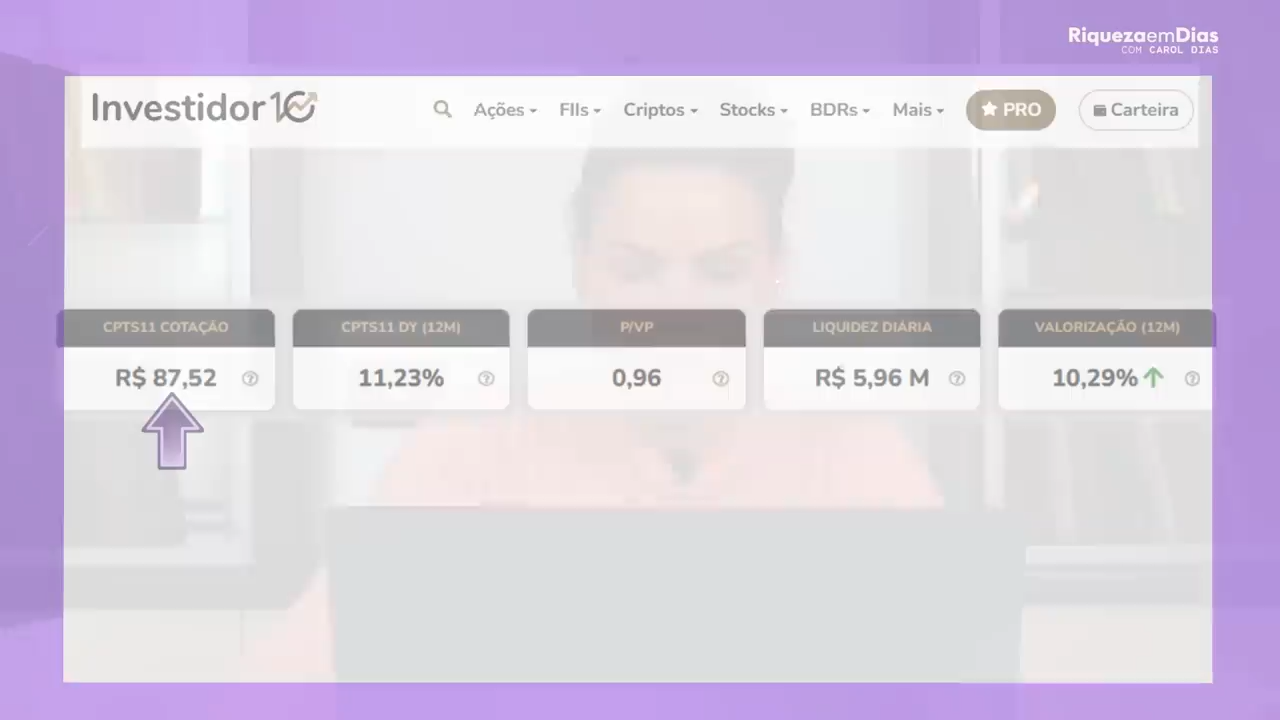 RiquezaemDias
COM CAROL DIAS
Investidor10
Ações FIIs Criptos Stocks BDRs Mais PRO Carteira
CPTS11 COTAÇÃO CPTS11 DY (12M) P/VP LIQUIDEZ DIÁRIA VALORIZAÇÃO (12M)
R$ 87,52 11,23% 0,96 R$ 5,96 M 10,29%